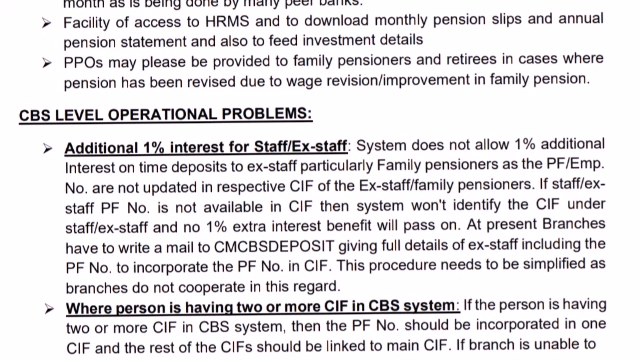 month as is being done by many peer banks.
➢ Facility of access to HRMS and to download monthly pension slips and annual
pension statement and also to feed investment details
➢ PPOs may please be provided to family pensioners and retirees in cases where
pension has been revised due to wage revision/improvement in family pension.
CBS LEVEL OPERATIONAL PROBLEMS:
➢ Additional 1% interest for Staff/Ex-staff: System does not allow 1% additional
Interest on time deposits to ex-staff particularly Family pensioners as the PF/Emp.
No. are not updated in respective CIF of the Ex-staff/family pensioners. If staff/ex-
staff PF No. is not available in CIF then system won't identify the CIF under
staff/ex-staff and no 1% extra interest benefit will pass on. At present Branches
have to write a mail to CMCBSDEPOSIT giving full details of ex-staff including the
PF No. to incorporate the PF No. in CIF. This procedure needs to be simplified as
branches do not cooperate in this regard.
➢ Where person is having two or more CIF in CBS system: If the person is having
two or more CIF in CBS system, then the PF No. should be incorporated in one
CIF and the rest of the CIFs should be linked to main CIF. If branch is unable to